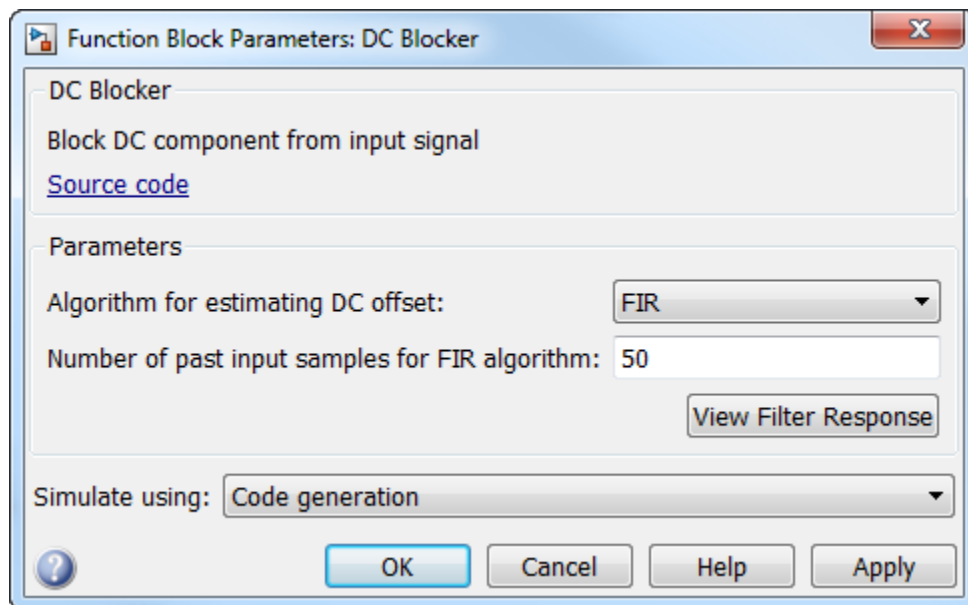 Function Block Parameters: DC Blocker
DC Blocker
Block DC component from input signal
Source code
Parameters
Algorithm for estimating DC offset: FIR
Number of past input samples for FIR algorithm: 50
View Filter Response
Simulate using: Code generation
? OK Cancel Help Apply